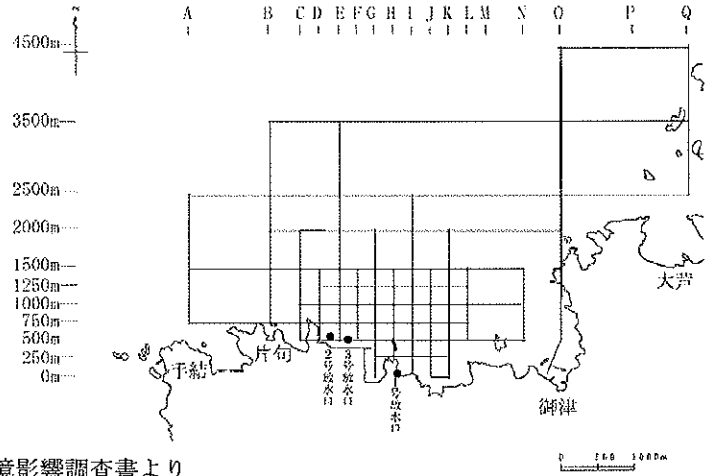 A B C D E F G H I J K L M N O P Q
4500m
3500m
2500m
2000m
1500m
1250m
1000m
750m
500m
250m
0m
手結
片句
2号放水口
3号放水口
1号放水口
御津
大芦
0 500 1000m
境影響調査書より